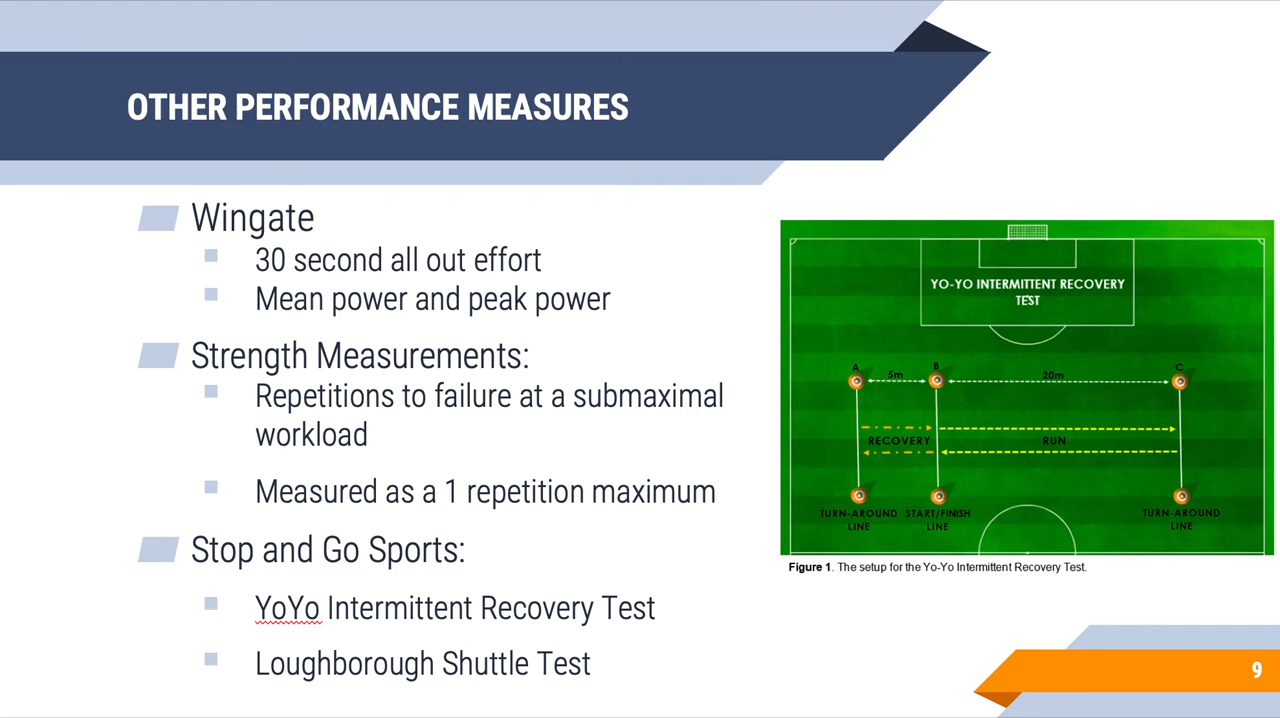 OTHER PERFORMANCE MEASURES
Wingate
30 second all out effort
Mean power and peak power
Strength Measurements:
Repetitions to failure at a submaximal
workload
Measured as a 1 repetition maximum
Stop and Go Sports:
YoYo Intermittent Recovery Test
Loughborough Shuttle Test
YO-YO INTERMITTENT RECOVERY
TEST
A B C
5m 20m
RECOVERY RUN
TURN-AROUND
LINE
START/FINISH
LINE
TURN-AROUND
LINE
Figure 1. The setup for the Yo-Yo Intermittent Recovery Test.
9